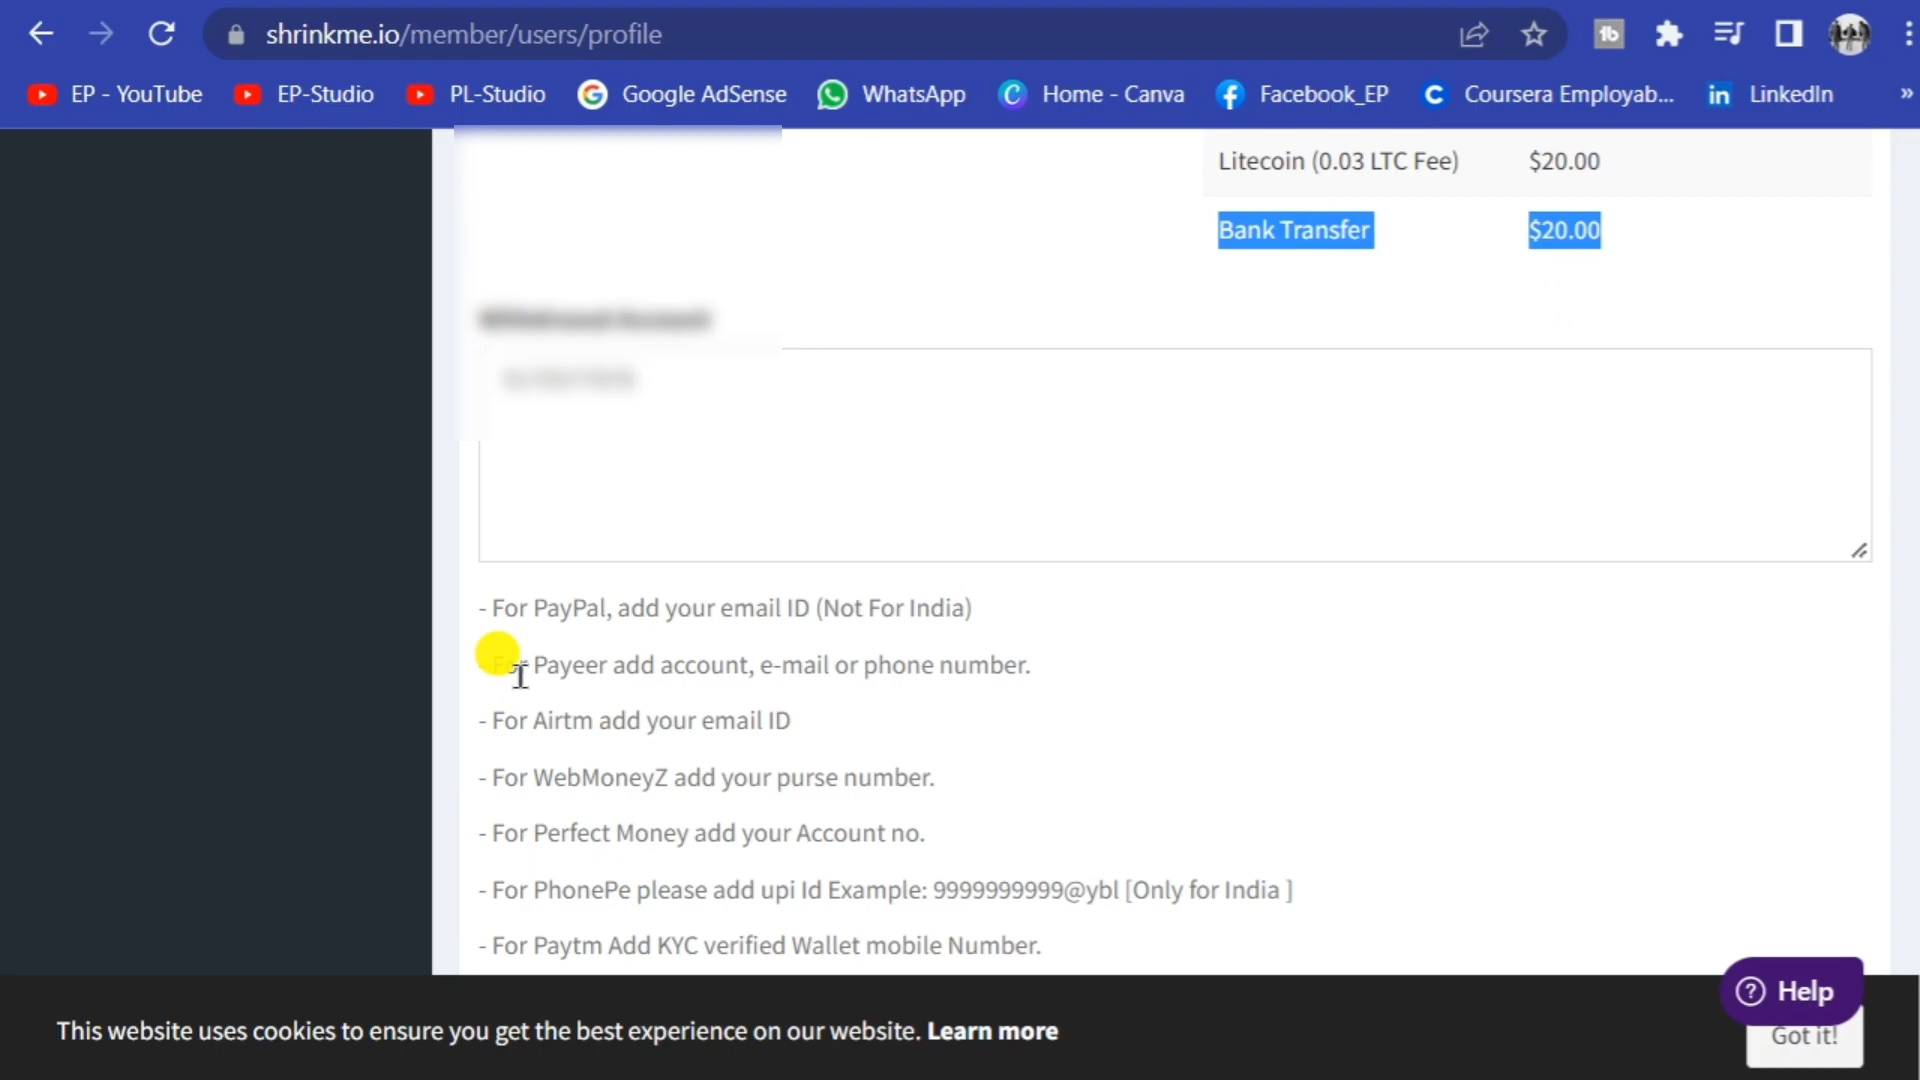 shrinkme.io/member/users/profile
EP - YouTube EP-Studio PL-Studio Google AdSense WhatsApp Home - Canva Facebook_EP Coursera Employab... LinkedIn »
Litecoin (0.03 LTC Fee) $20.00
Bank Transfer $20.00
- For PayPal, add your email ID (Not For India)
- For Payeer add account, e-mail or phone number.
- For Airtm add your email ID
- For WebMoneyZ add your purse number.
- For Perfect Money add your Account no.
- For PhonePe please add upi Id Example: 9999999999@ybl [Only for India ]
- For Paytm Add KYC verified Wallet mobile Number.
Help
This website uses cookies to ensure you get the best experience on our website. Learn more
Got it!